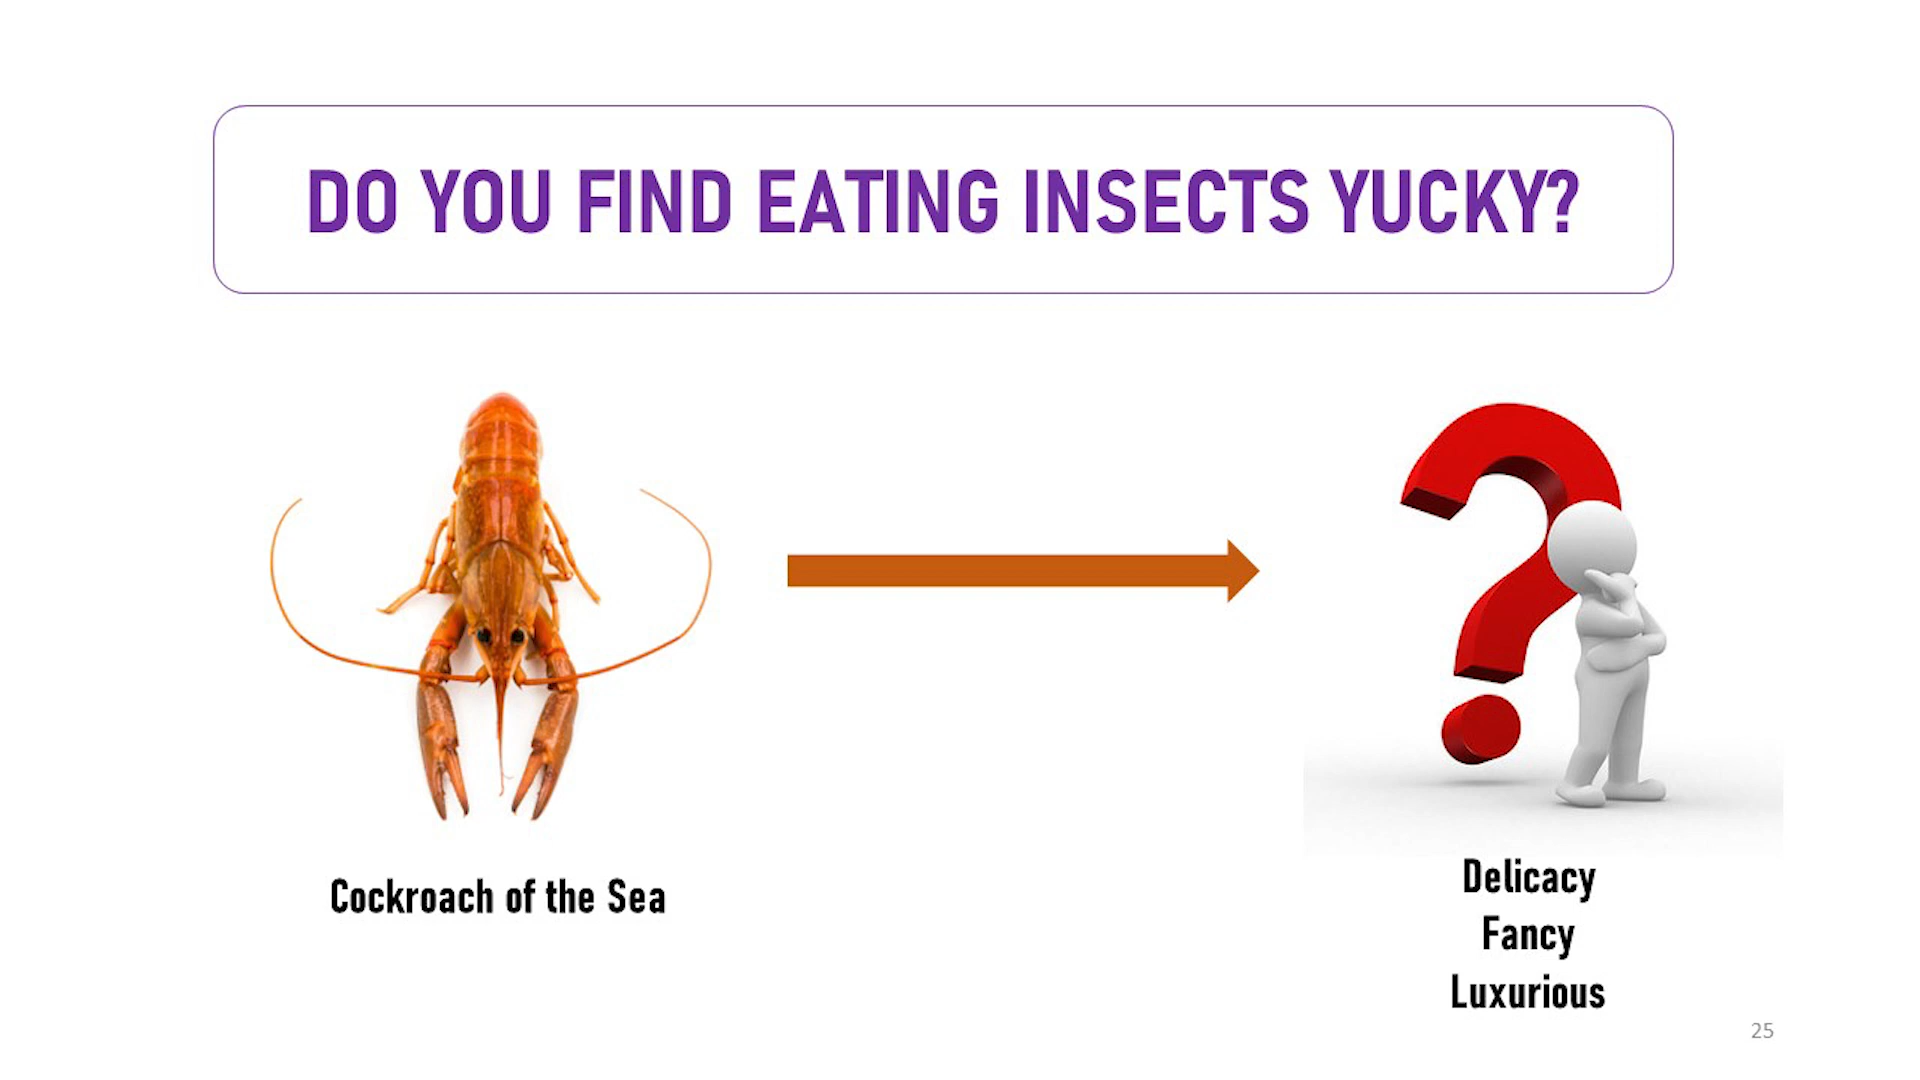 DO YOU FIND EATING INSECTS YUCKY?
Cockroach of the Sea
Delicacy
Fancy
Luxurious
25